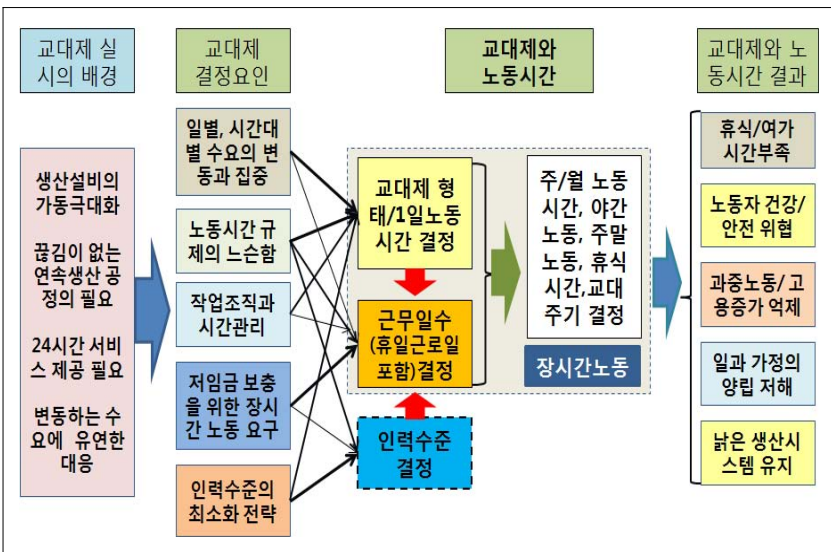 교대제 실
시의 배경
교대제
결정요인
교대제와
노동시간
교대제와 노
동시간 결과
생산설비의
가동극대화
끊김이 없는
연속생산 공
정의 필요
24시간 서비
스 제공 필요
변동하는 수
요에 유연한
대응
일별, 시간대
별 수요의 변
동과 집중
노동시간 규
제의 느슨함
작업조직과
시간관리
저임금 보충
을 위한 장시
간 노동 요구
인력수준의
최소화 전략
교대제 형
태/1일노동
시간 결정
근무일수
(휴일근로일
포함)결정
인력수준
결정
주/월 노동
시간, 야간
노동, 주말
노동, 휴식
시간,교대
주기 결정
장시간노동
휴식/여가
시간부족
노동자 건강/
안전 위협
과중노동/ 고
용증가 억제
일과 가정의
양립 저해
낡은 생산시
스템 유지